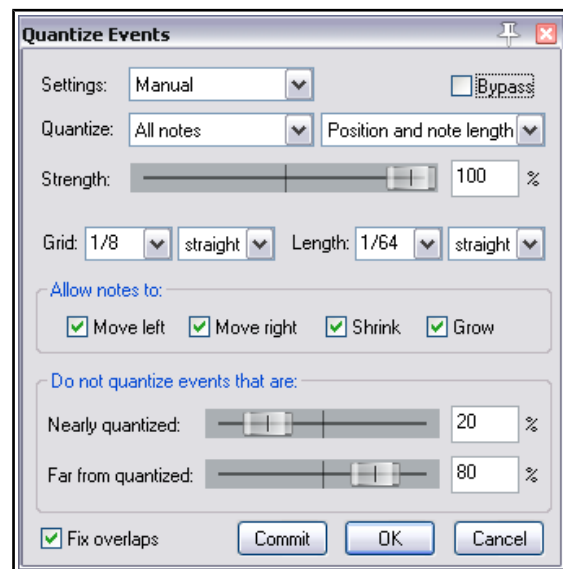 Quantize Events
Settings: Manual Bypass
Quantize: All notes Position and note length
Strength: 100 %
Grid: 1/8 straight Length: 1/64 straight
Allow notes to:
Move left Move right Shrink Grow
Do not quantize events that are:
Nearly quantized: 20 %
Far from quantized: 80 %
Fix overlaps Commit OK Cancel